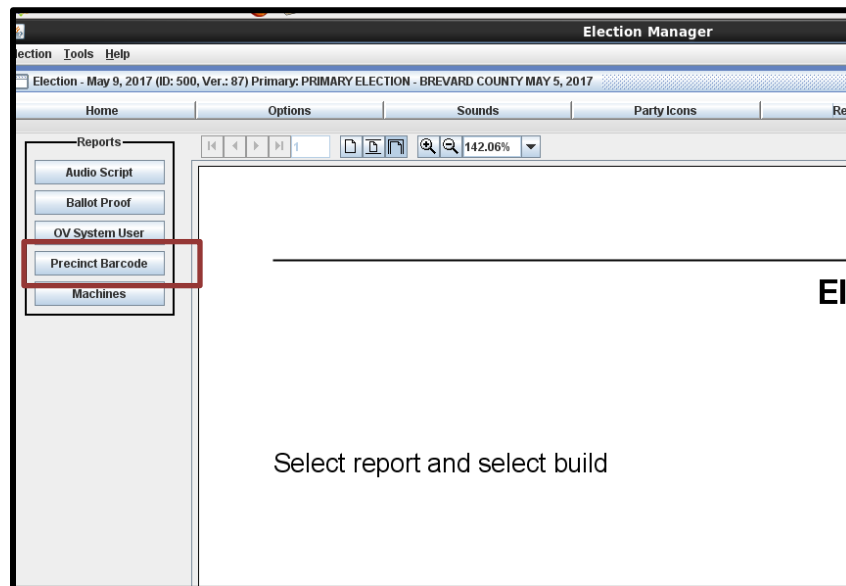 Election Manager
lection Tools Help
Election - May 9, 2017 (ID: 500, Ver.: 87) Primary: PRIMARY ELECTION - BREVARD COUNTY MAY 5, 2017
Home Options Sounds Party Icons Re
Reports
1 142.06%
Audio Script
Ballot Proof
OV System User
Precinct Barcode
Machines
El
Select report and select build